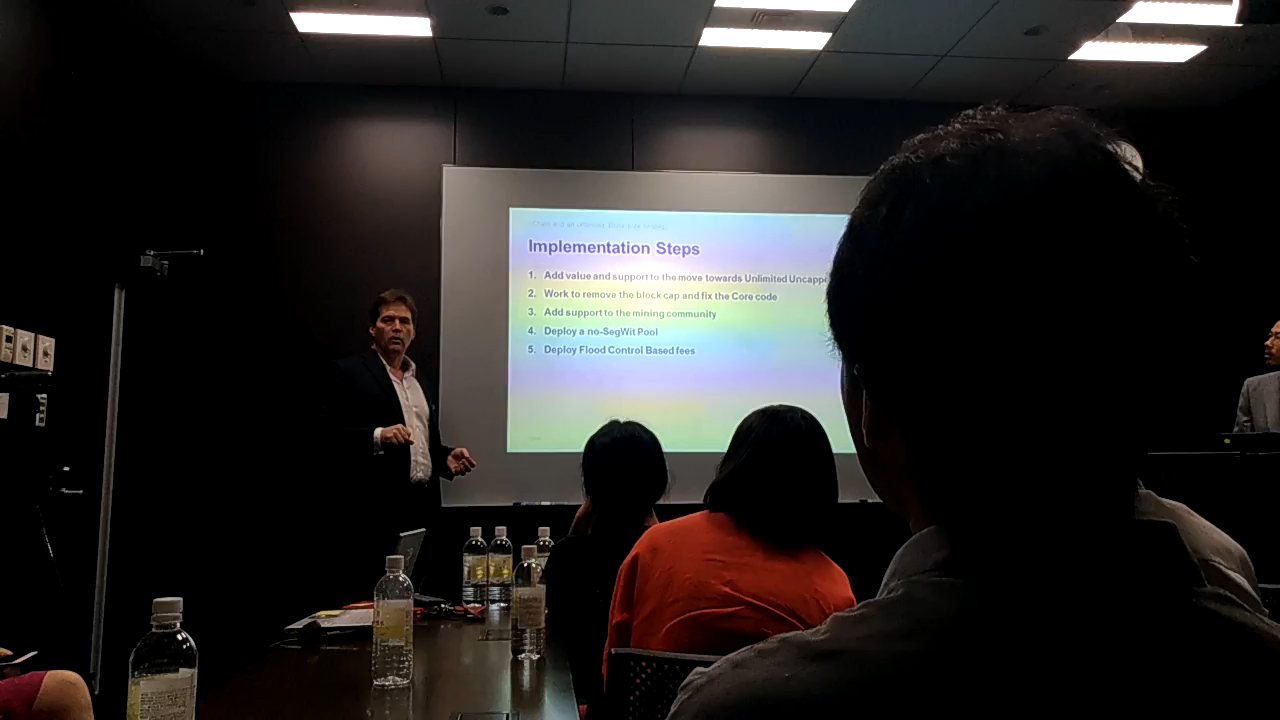 Implementation Steps
1. Add value and support to the move towards Unlimited Uncappi
2. Work to remove the block cap and fix the Core code
3. Add support to the mining community
4. Deploy a no-SegWit Pool
5. Deploy Flood Control Based fees